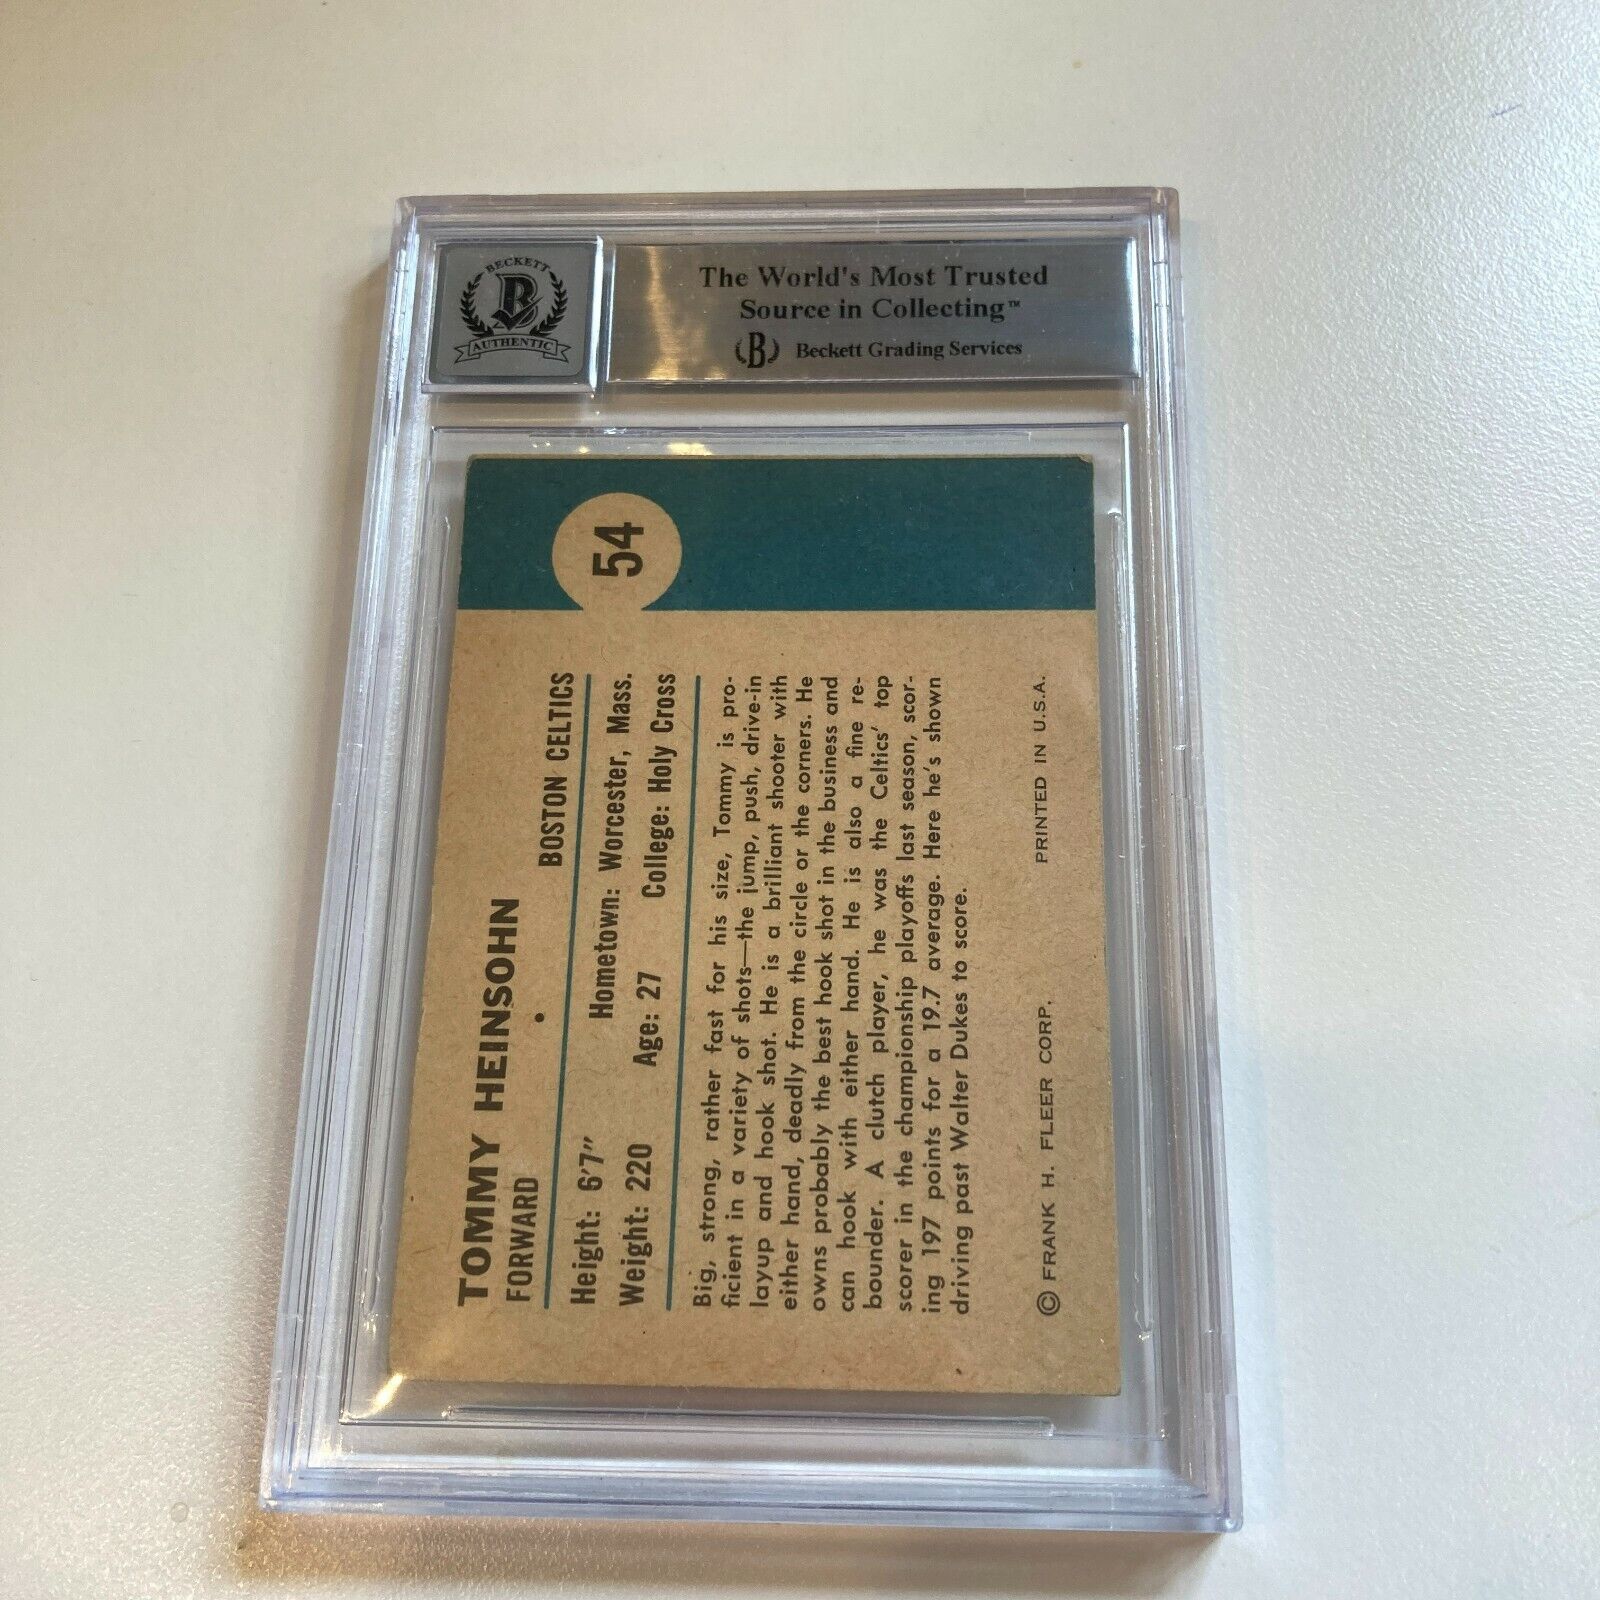 BECKETT
B
AUTHENTIC
The World's Most Trusted
Source in Collecting™
(B) Beckett Grading Services
54
TOMMY HEINSOHN
FORWARD • BOSTON CELTICS
Height: 6'7" Hometown: Worcester, Mass.
Weight: 220 Age: 27 College: Holy Cross
Big, strong, rather fast for his size, Tommy is pro-
ficient in a variety of shots—the jump, push, drive-in
layup and hook shot. He is a brilliant shooter with
either hand, deadly from the circle or the corners. He
owns probably the best hook shot in the business and
can hook with either hand. He is also a fine re-
bounder. A clutch player, he was the Celtics' top
scorer in the championship playoffs last season, scor-
ing 197 points for a 19.7 average. Here he's shown
driving past Walter Dukes to score.
© FRANK H. FLEER CORP. PRINTED IN U.S.A.